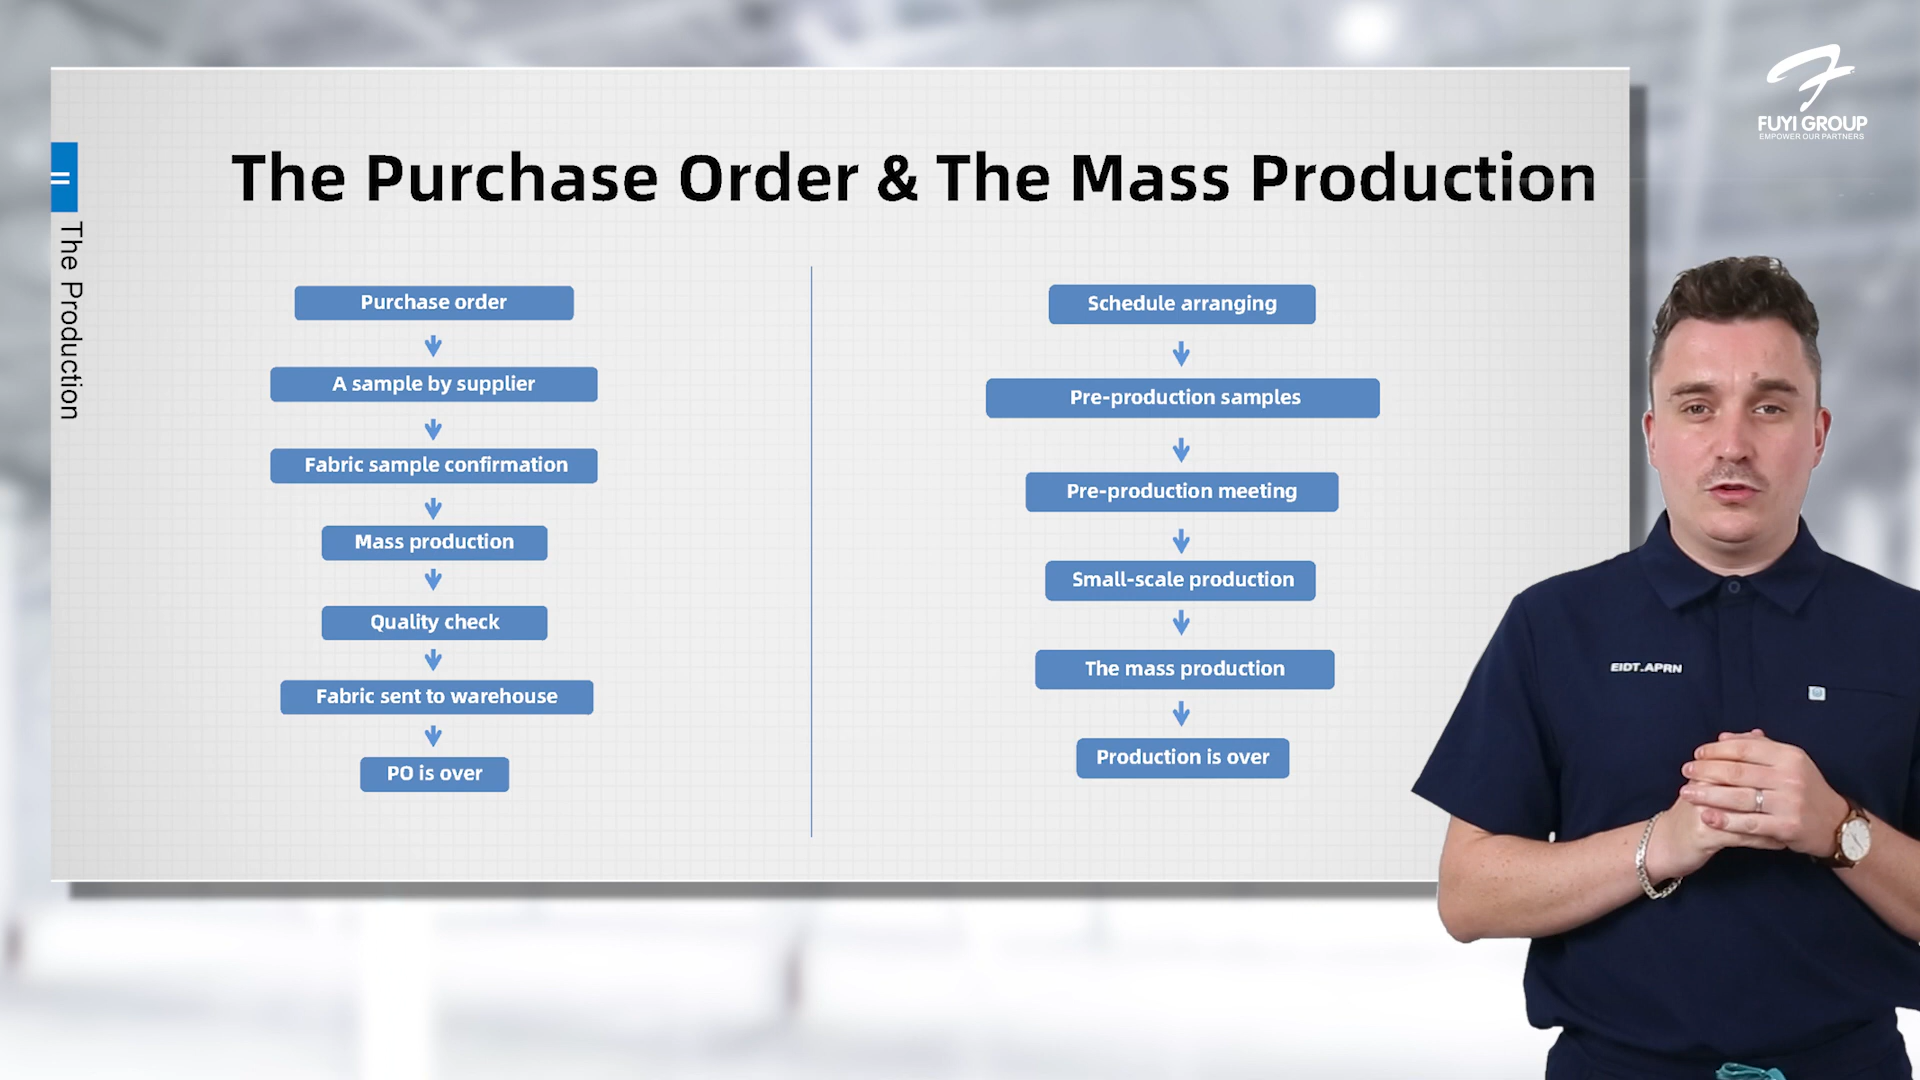 FUYI GROUP
EMPOWER OUR PARTNERS
II
The Production
The Purchase Order & The Mass Production
Purchase order
A sample by supplier
Fabric sample confirmation
Mass production
Quality check
Fabric sent to warehouse
PO is over
Schedule arranging
Pre-production samples
Pre-production meeting
Small-scale production
The mass production
Production is over
EIDT.APRN